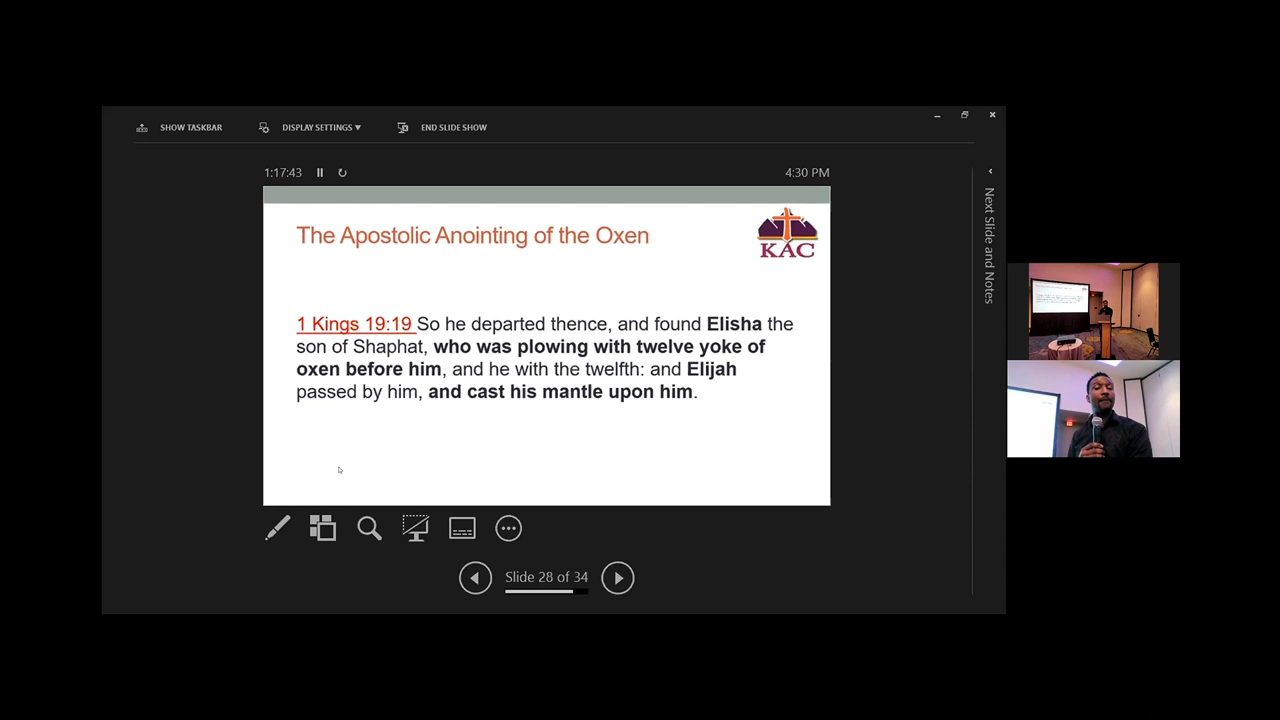 SHOW TASKBAR
DISPLAY SETTINGS ▼
END SLIDE SHOW
1:17:43
4:30 PM
The Apostolic Anointing of the Oxen
KAC
1 Kings 19:19 So he departed thence, and found Elisha the
son of Shaphat, who was plowing with twelve yoke of
oxen before him, and he with the twelfth: and Elijah
passed by him, and cast his mantle upon him.
Slide 28 of 34
Next Slide and Notes